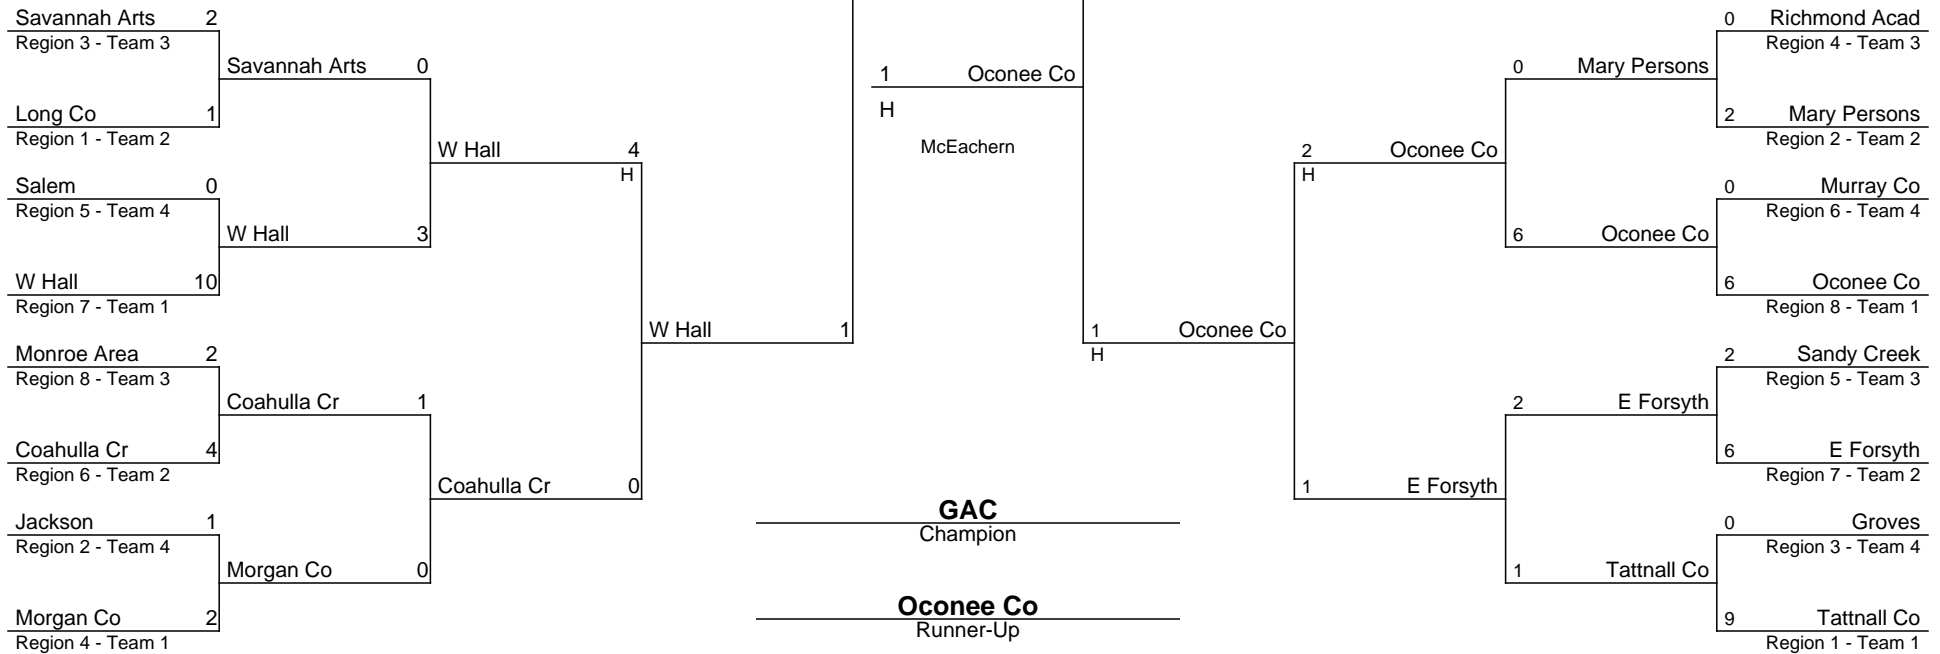 Savannah Arts 2
Region 3 - Team 3
Savannah Arts 0
Long Co 1
Region 1 - Team 2
W Hall 4
H
Salem 0
Region 5 - Team 4
W Hall 3
W Hall 10
Region 7 - Team 1
W Hall 1
Monroe Area 2
Region 8 - Team 3
Coahulla Cr 1
Coahulla Cr 4
Region 6 - Team 2
Coahulla Cr 0
Jackson 1
Region 2 - Team 4
Morgan Co 0
Morgan Co 2
Region 4 - Team 1
1 Oconee Co
H
McEachern
1 Oconee Co
H
GAC
Champion
Oconee Co
Runner-Up
0 Richmond Acad
Region 4 - Team 3
0 Mary Persons
2 Mary Persons
Region 2 - Team 2
2 Oconee Co
H
0 Murray Co
Region 6 - Team 4
6 Oconee Co
6 Oconee Co
Region 8 - Team 1
2 Sandy Creek
Region 5 - Team 3
2 E Forsyth
6 E Forsyth
Region 7 - Team 2
1 E Forsyth
0 Groves
Region 3 - Team 4
1 Tattnall Co
9 Tattnall Co
Region 1 - Team 1